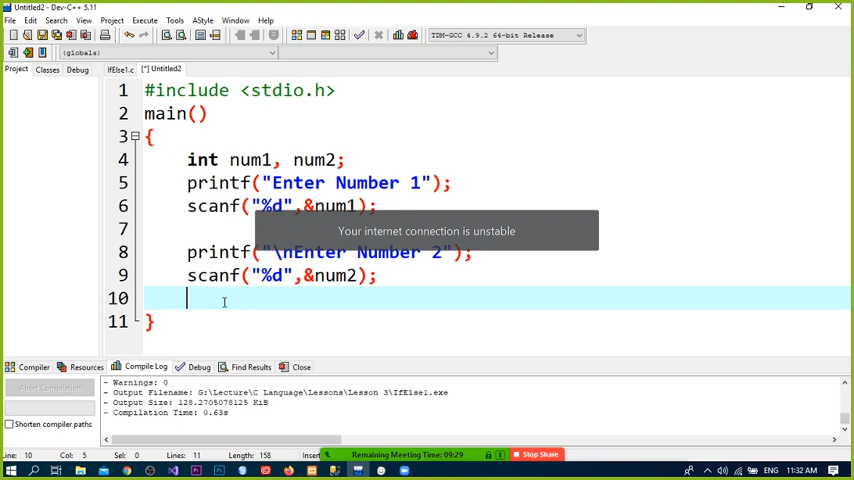 Untitled2 - Dev-C++ 5.11
File Edit Search View Project Execute Tools AStyle Window Help
TDM-GCC 4.9.2 64-bit Release
(globals)
Project Classes Debug IfElse1.c [*] Untitled2
1 #include <stdio.h>
2 main()
3 {
4 int num1, num2;
5 printf("Enter Number 1");
6 scanf("%d",&num1);
7 Your internet connection is unstable
8 printf("\nEnter Number 2");
9 scanf("%d",&num2);
10
11 }
Compiler Resources Compile Log Debug Find Results Close
Abort Compilation
- Warnings: 0
- Output Filename: G:\Lecture\C Language\Lessons\Lesson 3\IfElse1.exe
- Output Size: 128.2705078125 KiB
- Compilation Time: 0.63s
Shorten compiler paths
Line: 10 Col: 5 Sel: 0 Lines: 11 Length: 158 Insert
Remaining Meeting Time: 09:29 Stop Share
ENG 11:32 AM